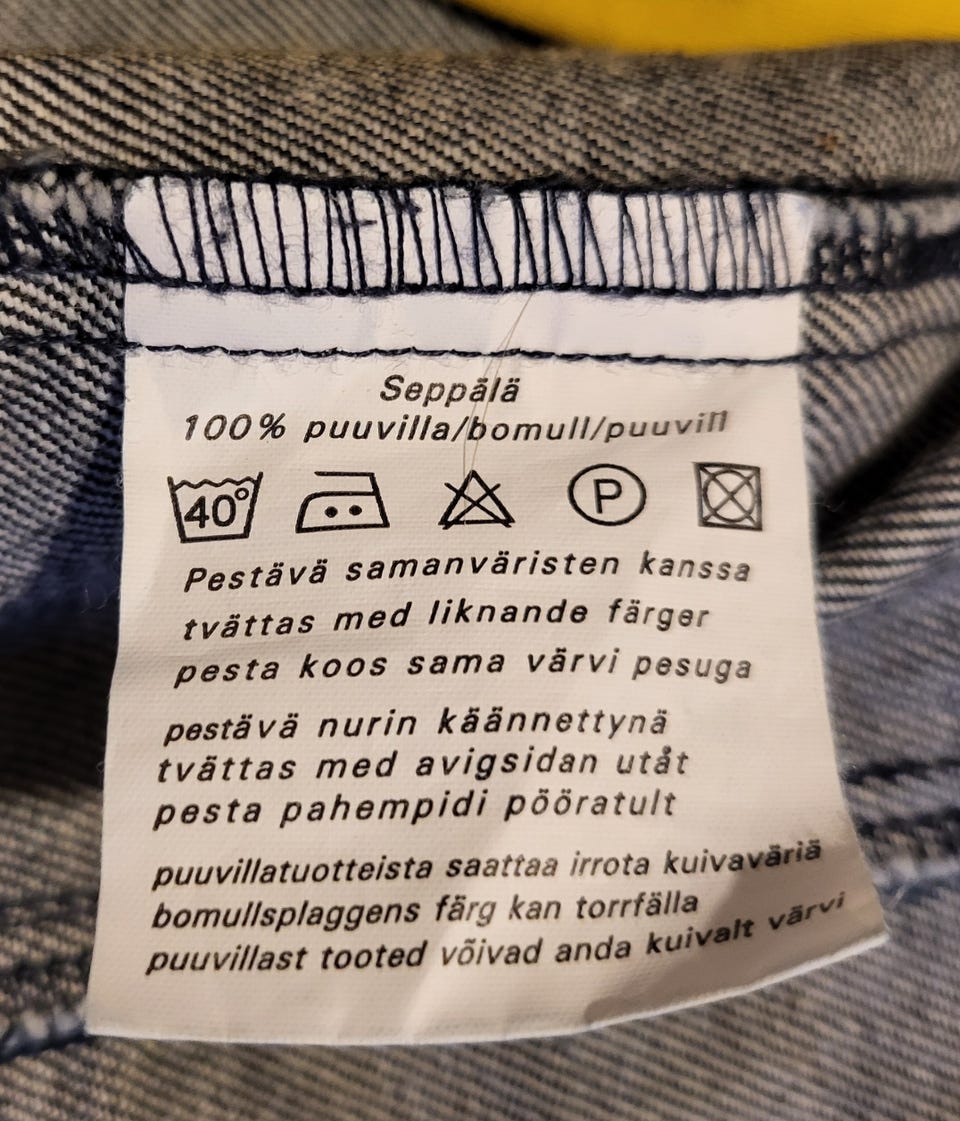 Seppälä
100% puuvilla/bomull/puuvill
40° P
Pestävä samanväristen kanssa
tvättas med liknande färger
pesta koos sama värvi pesuga
pestävä nurin käännettynä
tvättas med avigsidan utåt
pesta pahempidi pööratult
puuvillatuotteista saattaa irrota kuivaväriä
bomullsplaggens färg kan torrfälla
puuvillast tooted võivad anda kuivalt värvi